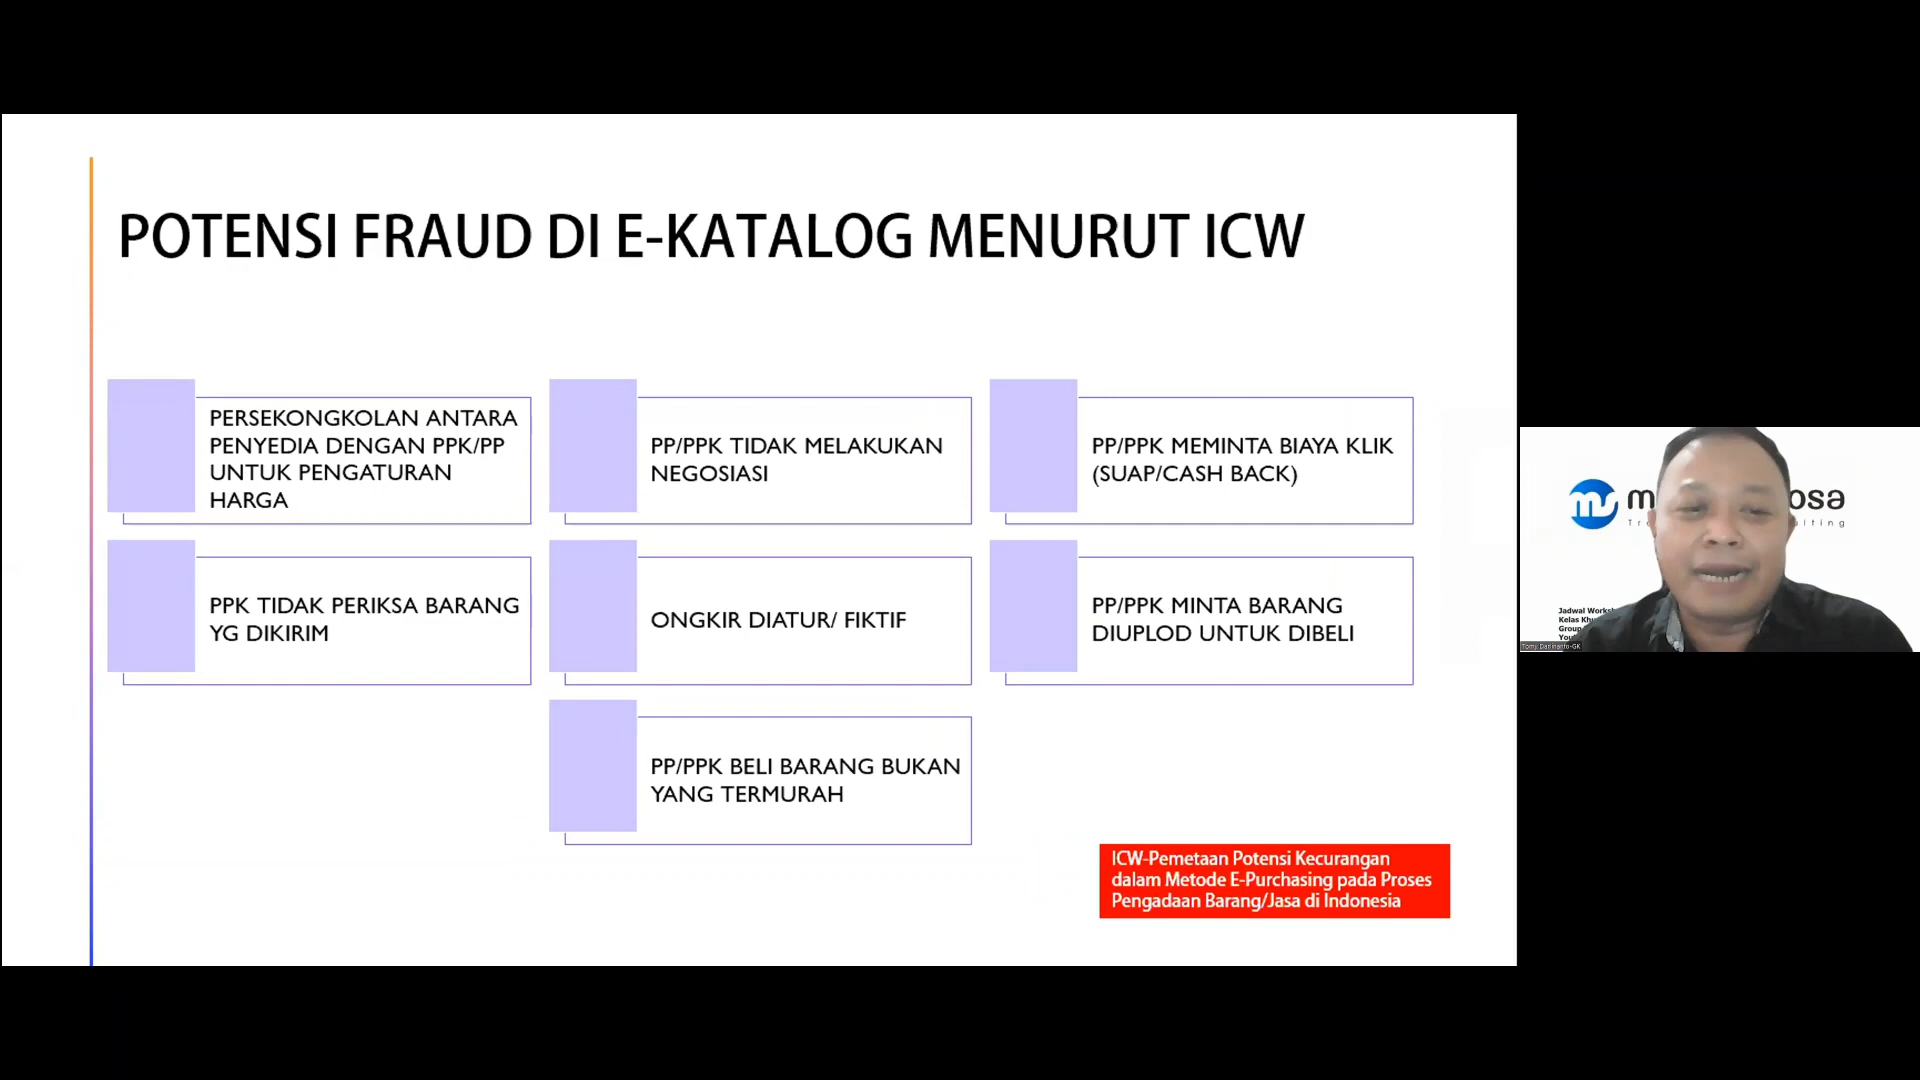 POTENSI FRAUD DI E-KATALOG MENURUT ICW
PERSEKONGKOLAN ANTARA
PENYEDIA DENGAN PPK/PP
UNTUK PENGATURAN
HARGA
PP/PPK TIDAK MELAKUKAN
NEGOSIASI
PP/PPK MEMINTA BIAYA KLIK
(SUAP/CASH BACK)
PPK TIDAK PERIKSA BARANG
YG DIKIRIM
ONGKIR DIATUR/ FIKTIF
PP/PPK MINTA BARANG
DIUPLOD UNTUK DIBELI
PP/PPK BELI BARANG BUKAN
YANG TERMURAH
ICW-Pemetaan Potensi Kecurangan
dalam Metode E-Purchasing pada Proses
Pengadaan Barang/Jasa di Indonesia
Jadwal
Kelas